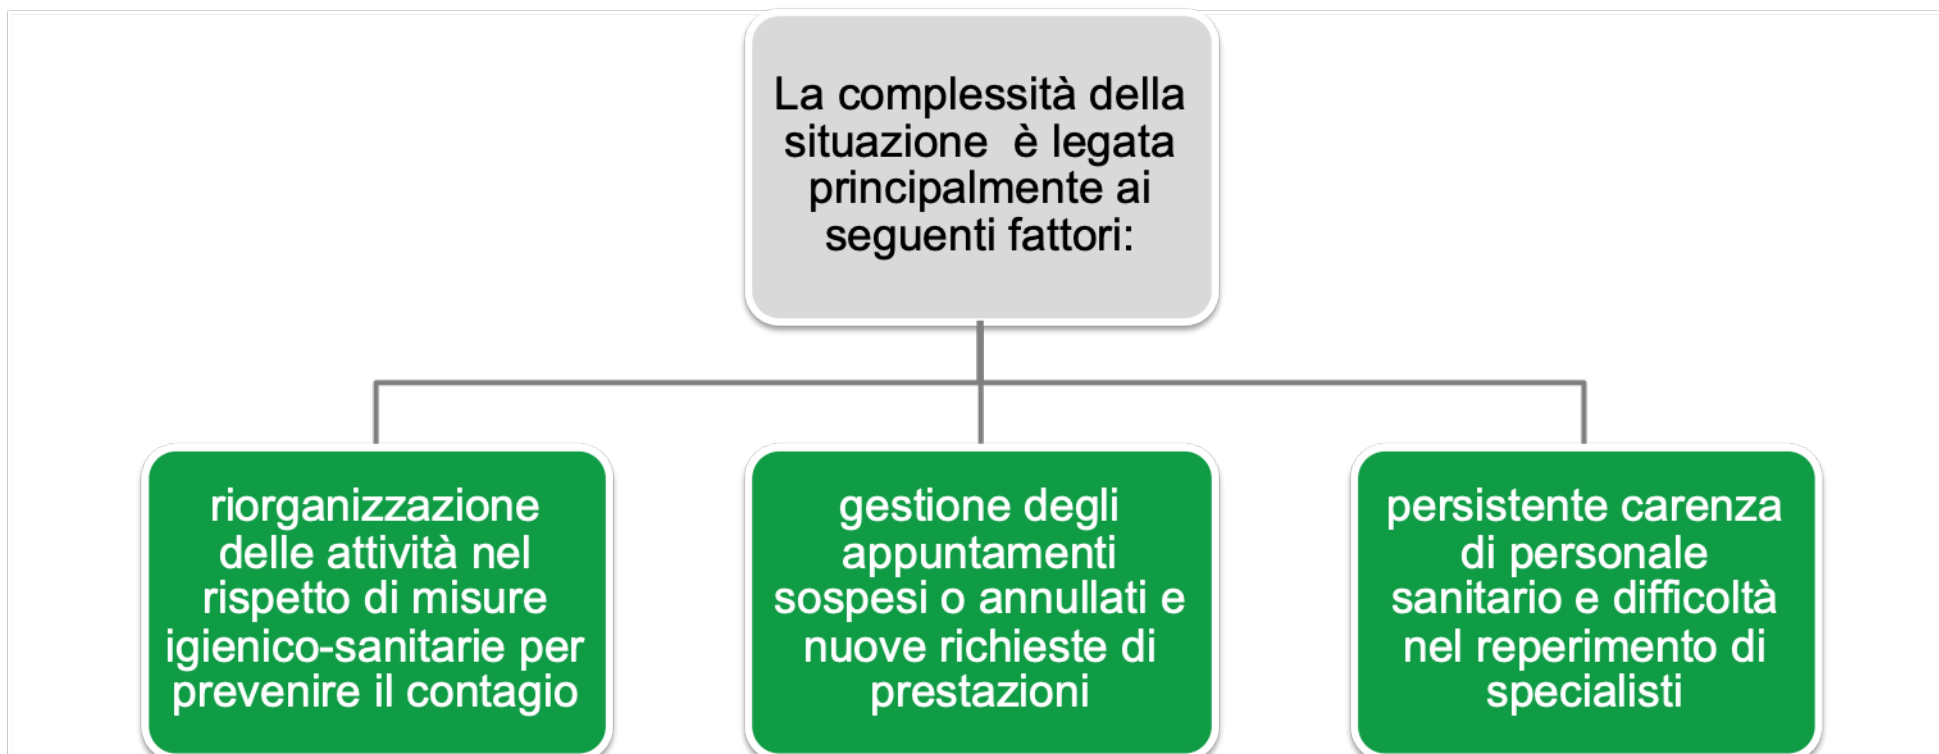 La complessità della
situazione è legata
principalmente ai
seguenti fattori:
riorganizzazione
delle attività nel
rispetto di misure
igienico-sanitarie per
prevenire il contagio
gestione degli
appuntamenti
sospesi o annullati e
nuove richieste di
prestazioni
persistente carenza
di personale
sanitario e difficoltà
nel reperimento di
specialisti